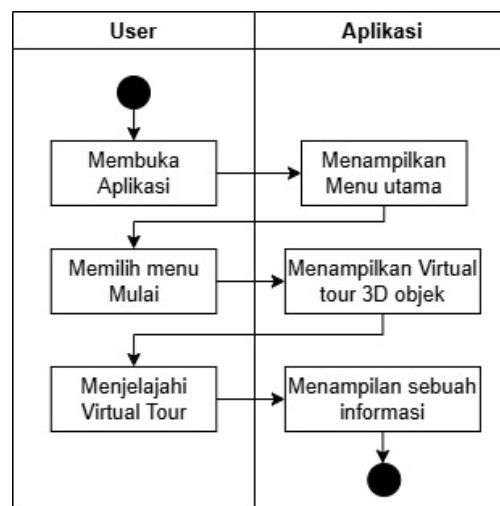 User
Aplikasi
Membuka
Aplikasi
Menampilkan
Menu utama
Memilih menu
Mulai
Menampilkan Virtual
tour 3D objek
Menjelajahi
Virtual Tour
Menampilan sebuah
informasi